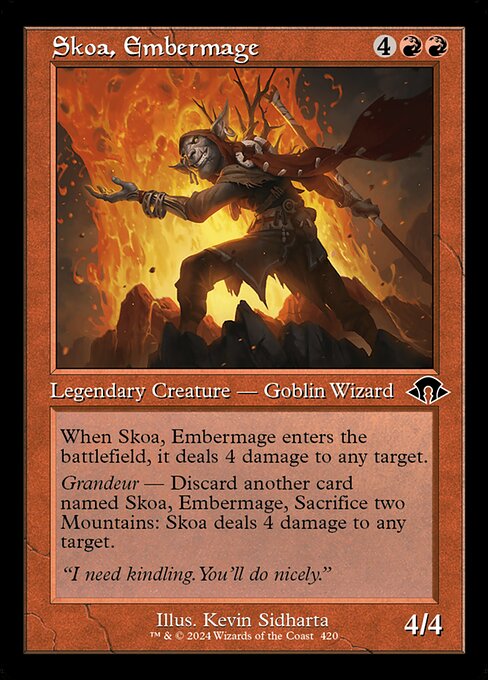 Skoa, Embermage 4
Legendary Creature — Goblin Wizard
When Skoa, Embermage enters the
battlefield, it deals 4 damage to any target.
Grandeur — Discard another card
named Skoa, Embermage, Sacrifice two
Mountains: Skoa deals 4 damage to any
target.
“I need kindling. You’ll do nicely.”
Illus. Kevin Sidharta
4/4
™ & © 2024 Wizards of the Coast 420